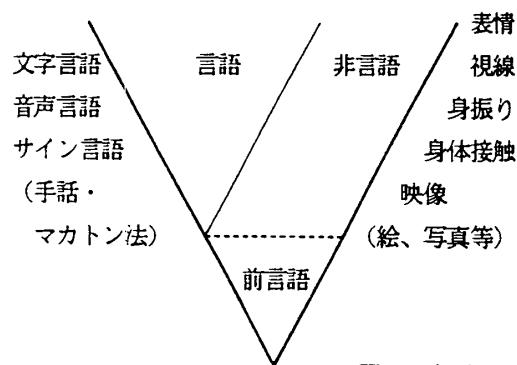 文字言語
音声言語
サイン言語
(手話・
マカトン法)
言語
非言語
表情
視線
身振り
身体接触
映像
(絵、写真等)
前言語